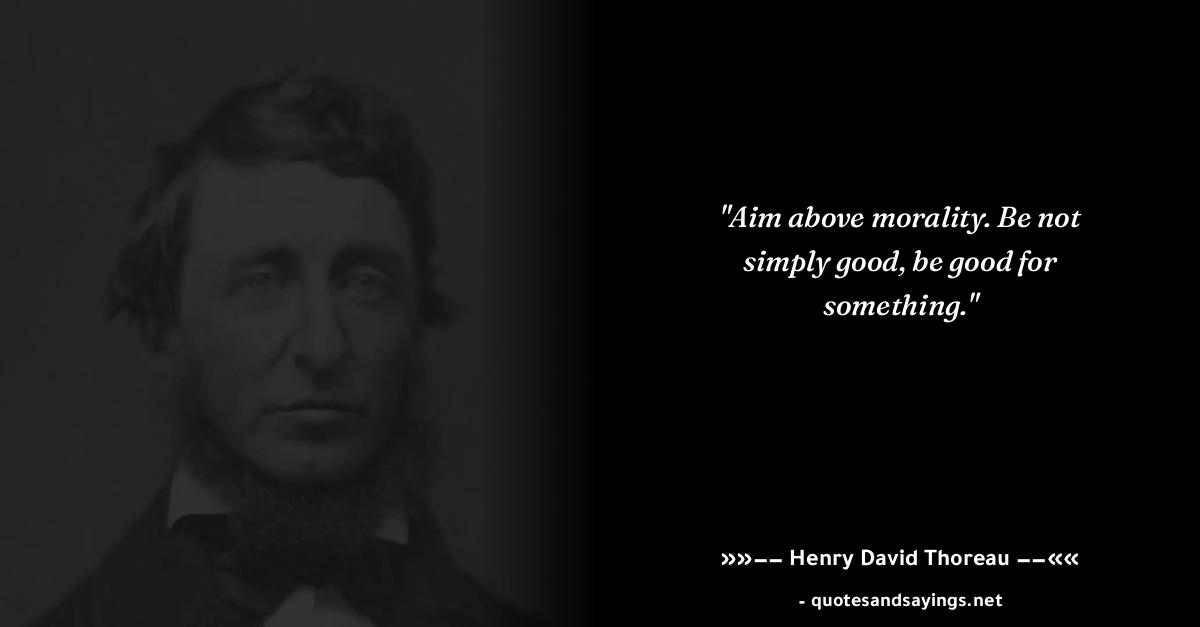 "Aim above morality. Be not
simply good, be good for
something."
»»–– Henry David Thoreau ––««
- quotesandsayings.net